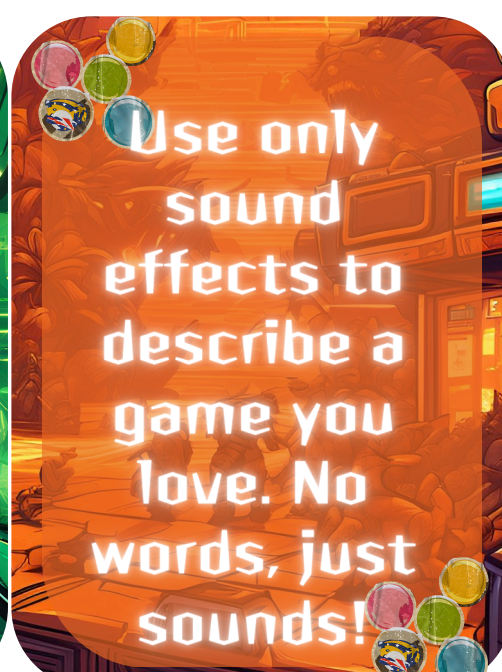 Use only
sound
effects to
describe a
game you
love. No
words, just
sounds!